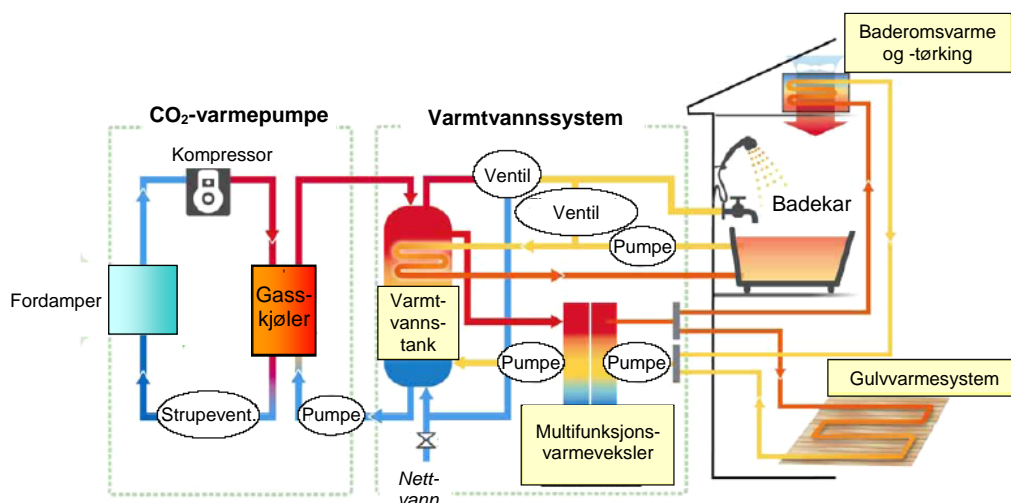 Baderomsvarme
og -tørking
CO₂-varmepumpe
Varmtvannssystem
Kompressor
Ventil
Ventil
Badekar
Pumpe
Fordamper
Gass-
kjøler
Varmt-
vanns-
tank
Pumpe
Pumpe
Gulvvarmesystem
Strupevent.
Pumpe
Multifunksjons-
varmeveksler
Nett-
vann